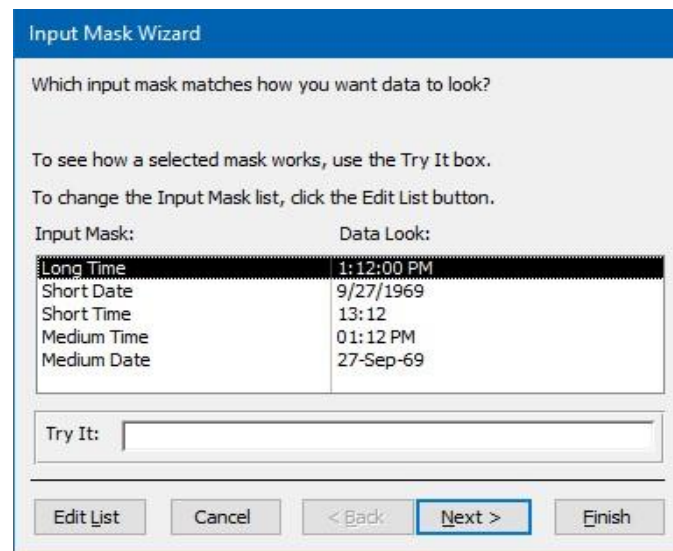 Input Mask Wizard
Which input mask matches how you want data to look?
To see how a selected mask works, use the Try It box.
To change the Input Mask list, click the Edit List button.
Input Mask: Data Look:
Long Time 1:12:00 PM
Short Date 9/27/1969
Short Time 13:12
Medium Time 01:12 PM
Medium Date 27-Sep-69
Try It:
Edit List Cancel < Back Next > Finish